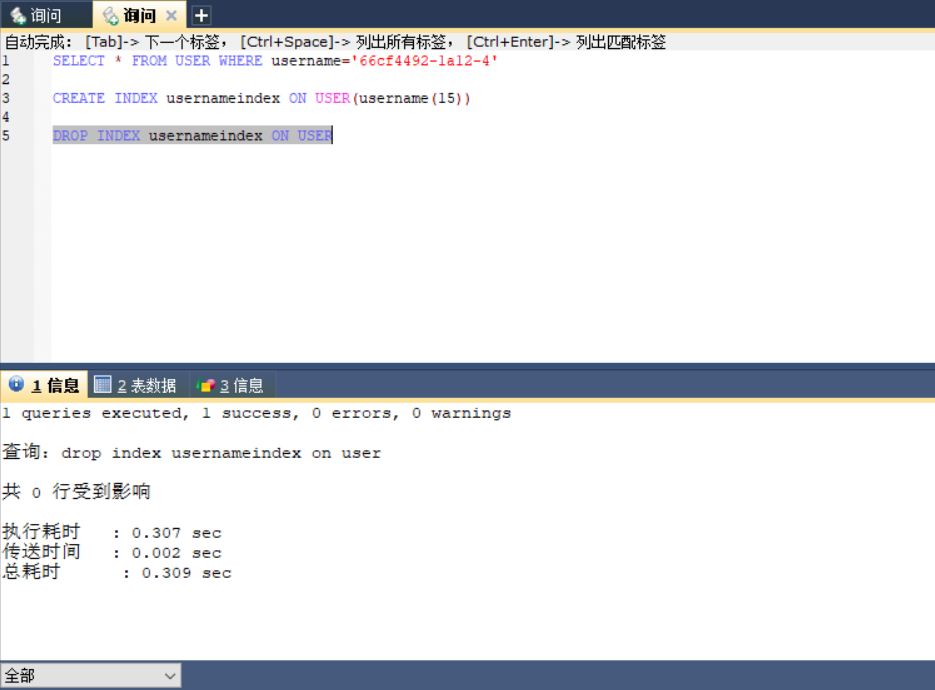 询问 询问
自动完成： [Tab]-> 下一个标签， [Ctrl+Space]-> 列出所有标签， [Ctrl+Enter]-> 列出匹配标签
1 SELECT * FROM USER WHERE username='66cf4492-1a12-4'
2
3 CREATE INDEX usernameindex ON USER(username(15))
4
5 DROP INDEX usernameindex ON USER
1 信息 2 表数据 3 信息
1 queries executed, 1 success, 0 errors, 0 warnings
查询：drop index usernameindex on user
共 0 行受到影响
执行耗时 : 0.307 sec
传送时间 : 0.002 sec
总耗时 : 0.309 sec
全部